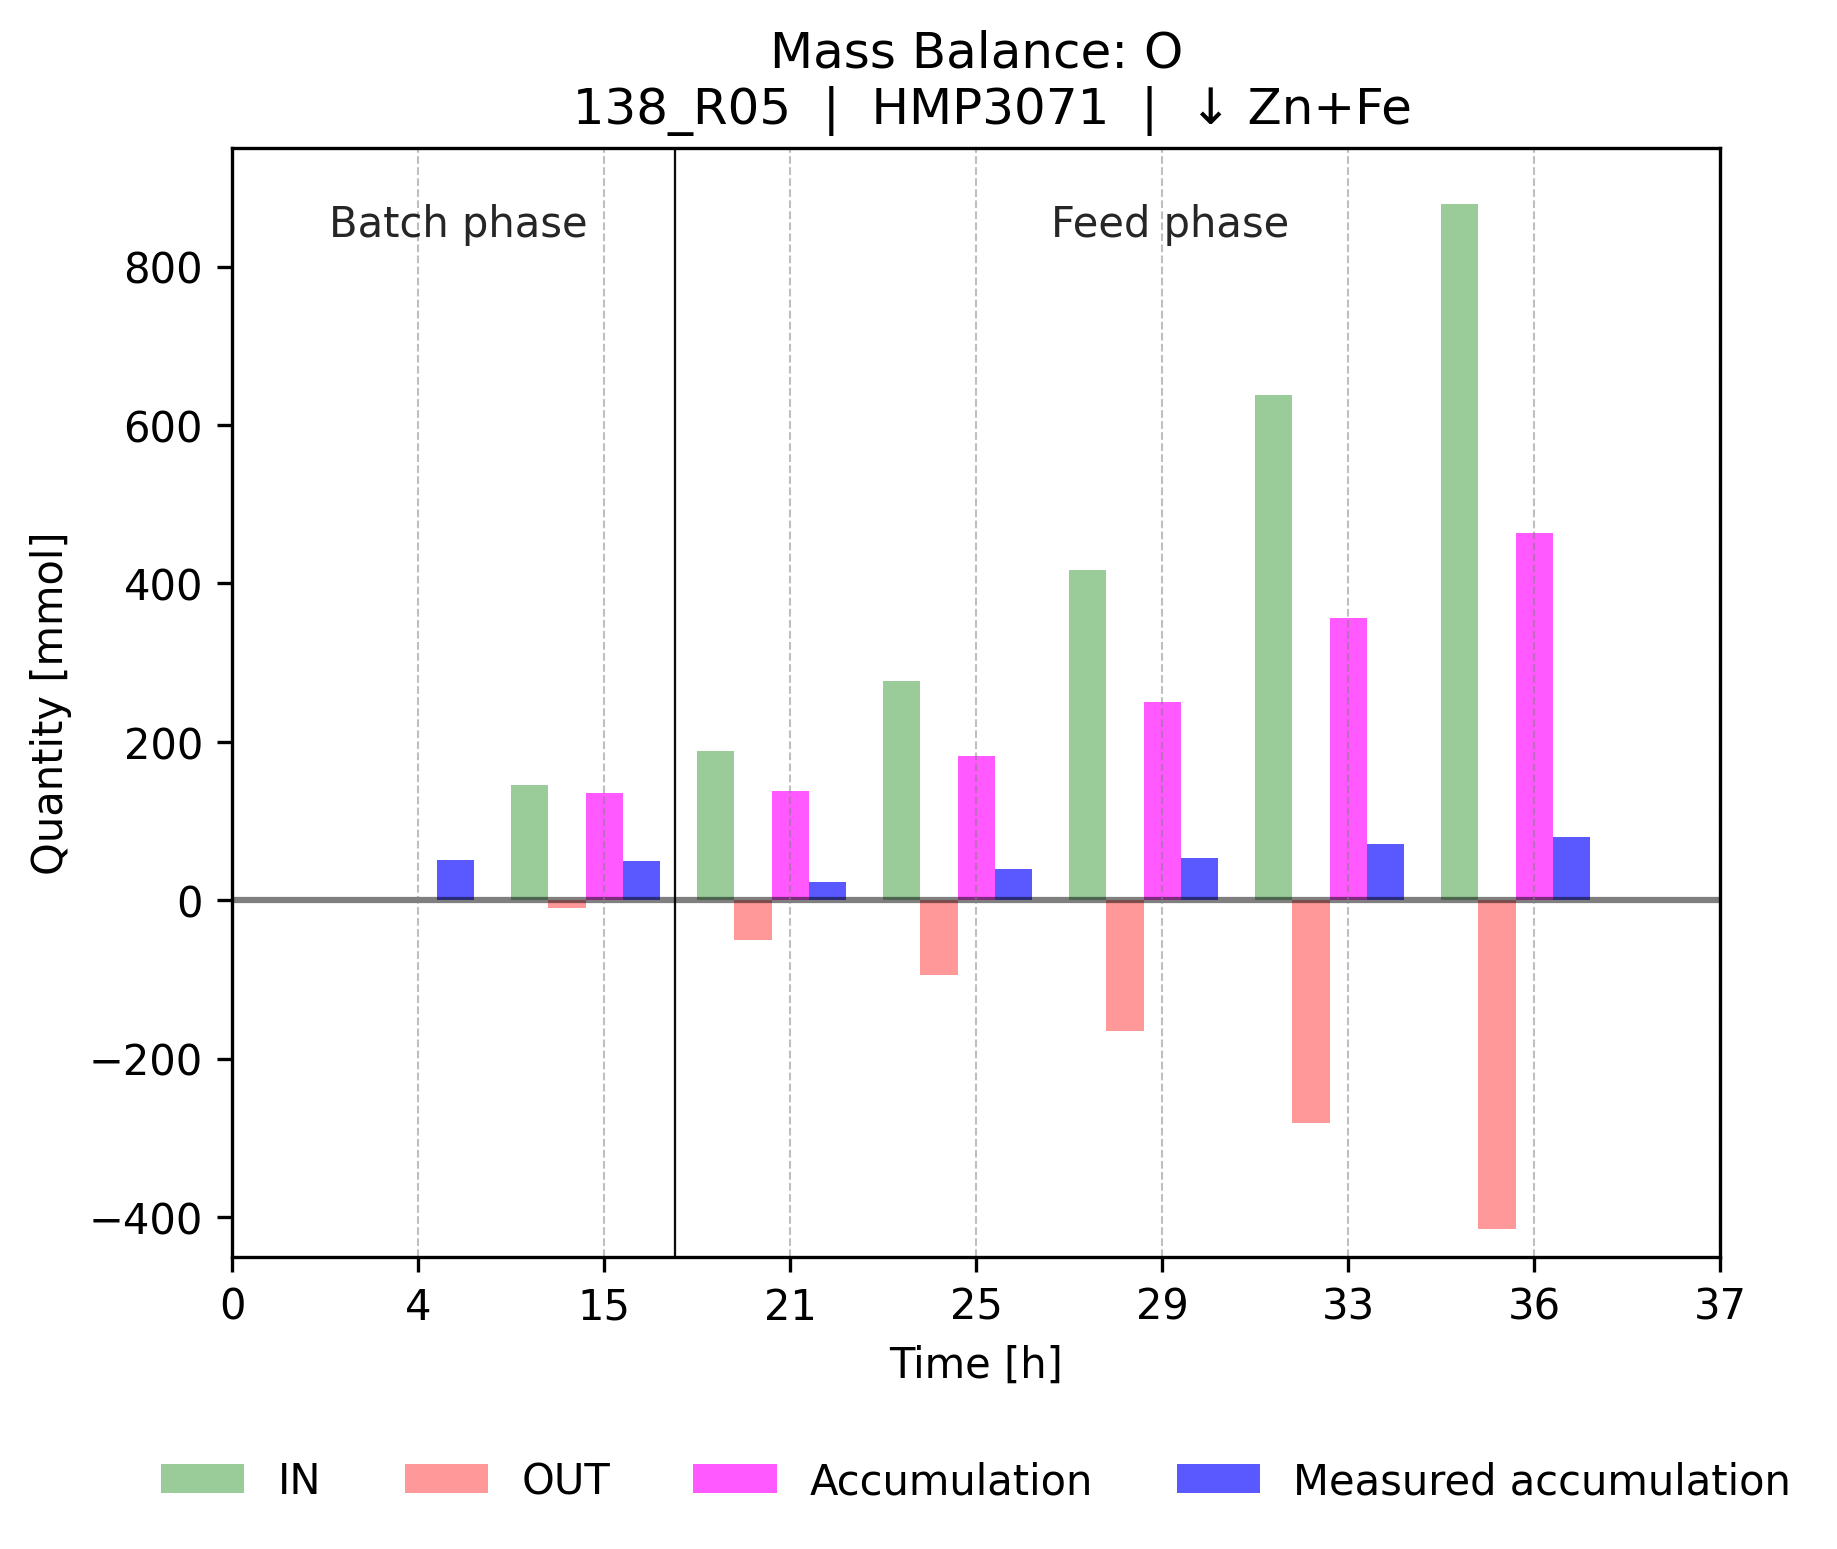 Mass Balance: O
138_R05 | HMP3071 | ↓ Zn+Fe
Batch phase
Feed phase
Quantity [mmol]
800
600
400
200
0
−200
−400
0 4 15 21 25 29 33 36 37
Time [h]
IN OUT Accumulation Measured accumulation